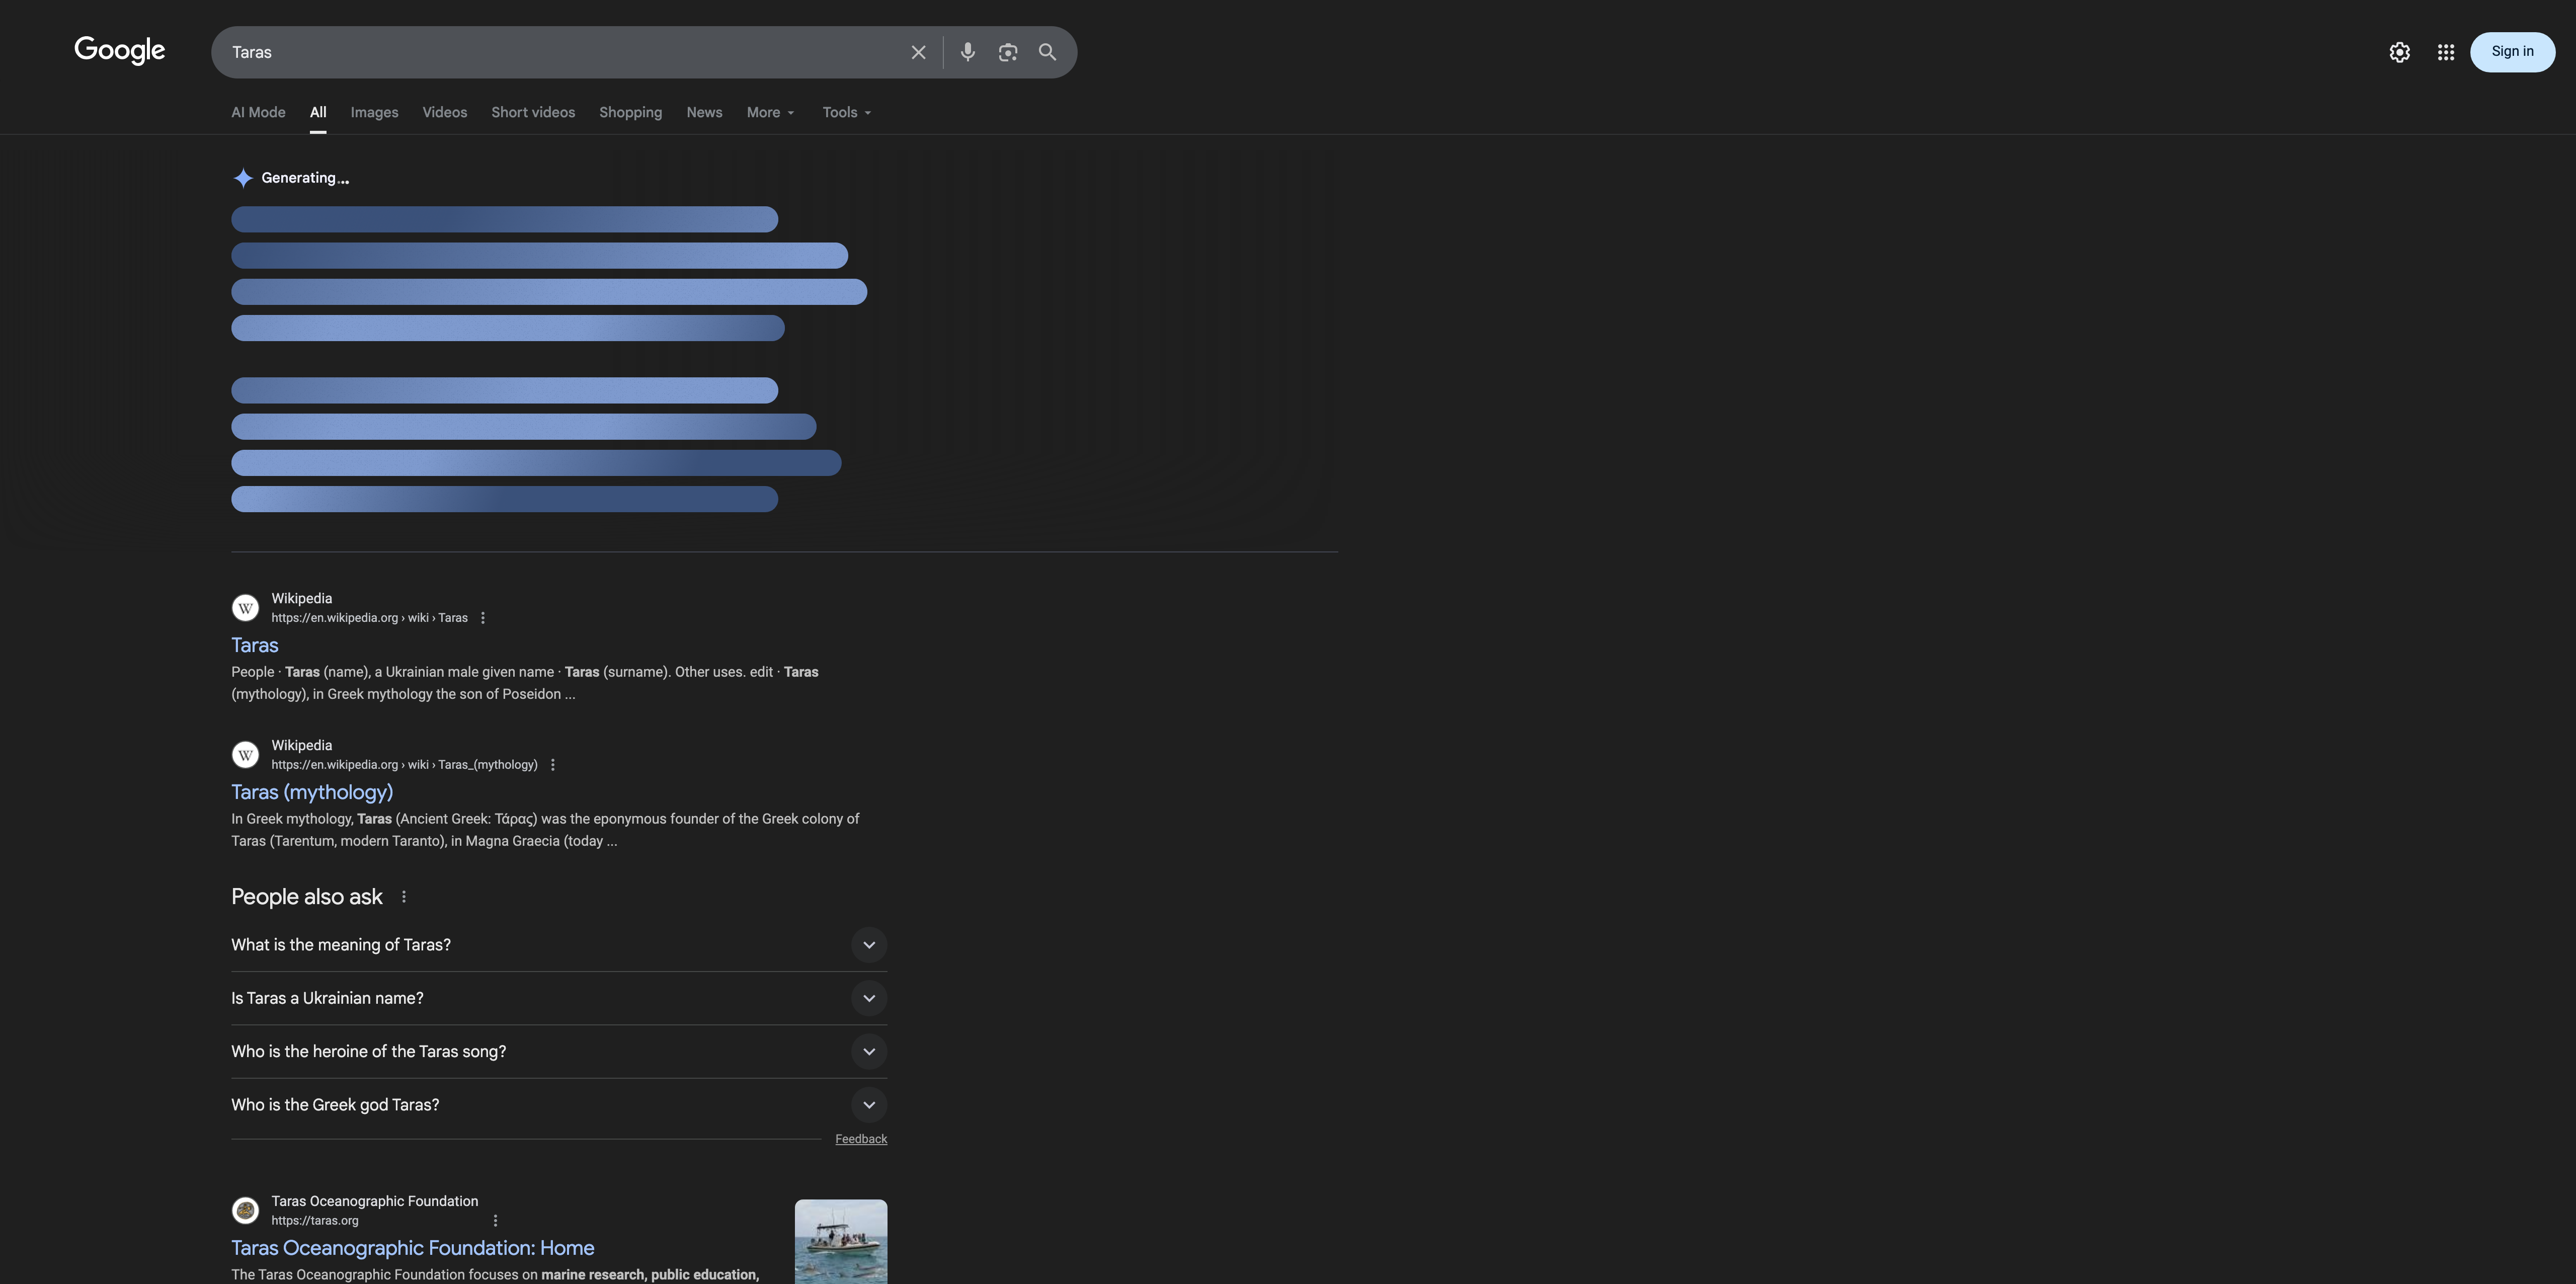 Google
Taras
Sign in
AI Mode All Images Videos Short videos Shopping News More Tools
Generating...
Wikipedia
https://en.wikipedia.org › wiki › Taras
Taras
People · Taras (name), a Ukrainian male given name · Taras (surname). Other uses. edit · Taras
(mythology), in Greek mythology the son of Poseidon ...
Wikipedia
https://en.wikipedia.org › wiki › Taras_(mythology)
Taras (mythology)
In Greek mythology, Taras (Ancient Greek: Τάρας) was the eponymous founder of the Greek colony of
Taras (Tarentum, modern Taranto), in Magna Graecia (today ...
People also ask
What is the meaning of Taras?
Is Taras a Ukrainian name?
Who is the heroine of the Taras song?
Who is the Greek god Taras?
Feedback
Taras Oceanographic Foundation
https://taras.org
Taras Oceanographic Foundation: Home
The Taras Oceanographic Foundation focuses on marine research, public education,